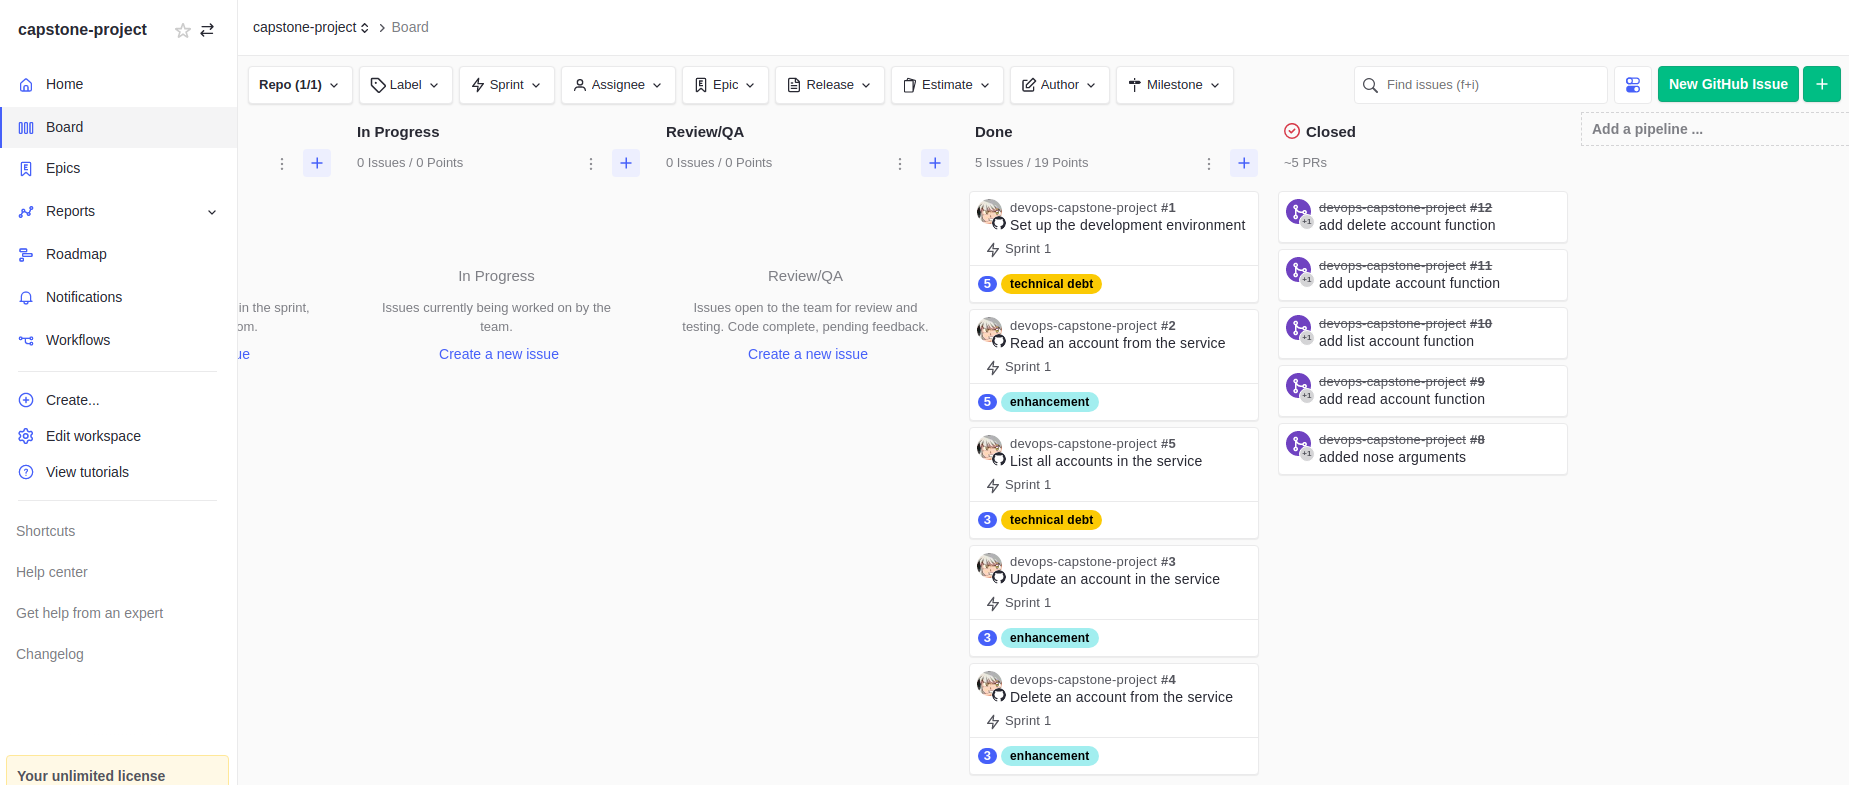 capstone-project
Home
Board
Epics
Reports
Roadmap
Notifications
Workflows
Create...
Edit workspace
View tutorials
Shortcuts
Help center
Get help from an expert
Changelog
Your unlimited license
capstone-project > Board
Repo (1/1) Label Sprint Assignee Epic Release Estimate Author Milestone
Find issues (f+i)
New GitHub Issue +
in the sprint,
om.
ue
In Progress
0 Issues / 0 Points
In Progress
Issues currently being worked on by the
team.
Create a new issue
Review/QA
0 Issues / 0 Points
Review/QA
Issues open to the team for review and
testing. Code complete, pending feedback.
Create a new issue
Done
5 Issues / 19 Points
devops-capstone-project #1
Set up the development environment
Sprint 1
5 technical debt
devops-capstone-project #2
Read an account from the service
Sprint 1
5 enhancement
devops-capstone-project #5
List all accounts in the service
Sprint 1
3 technical debt
devops-capstone-project #3
Update an account in the service
Sprint 1
3 enhancement
devops-capstone-project #4
Delete an account from the service
Sprint 1
3 enhancement
Closed
~5 PRs
devops-capstone-project #12
+1
add delete account function
devops-capstone-project #11
+1
add update account function
devops-capstone-project #10
+1
add list account function
devops-capstone-project #9
+1
add read account function
devops-capstone-project #8
+1
added nose arguments
Add a pipeline ...